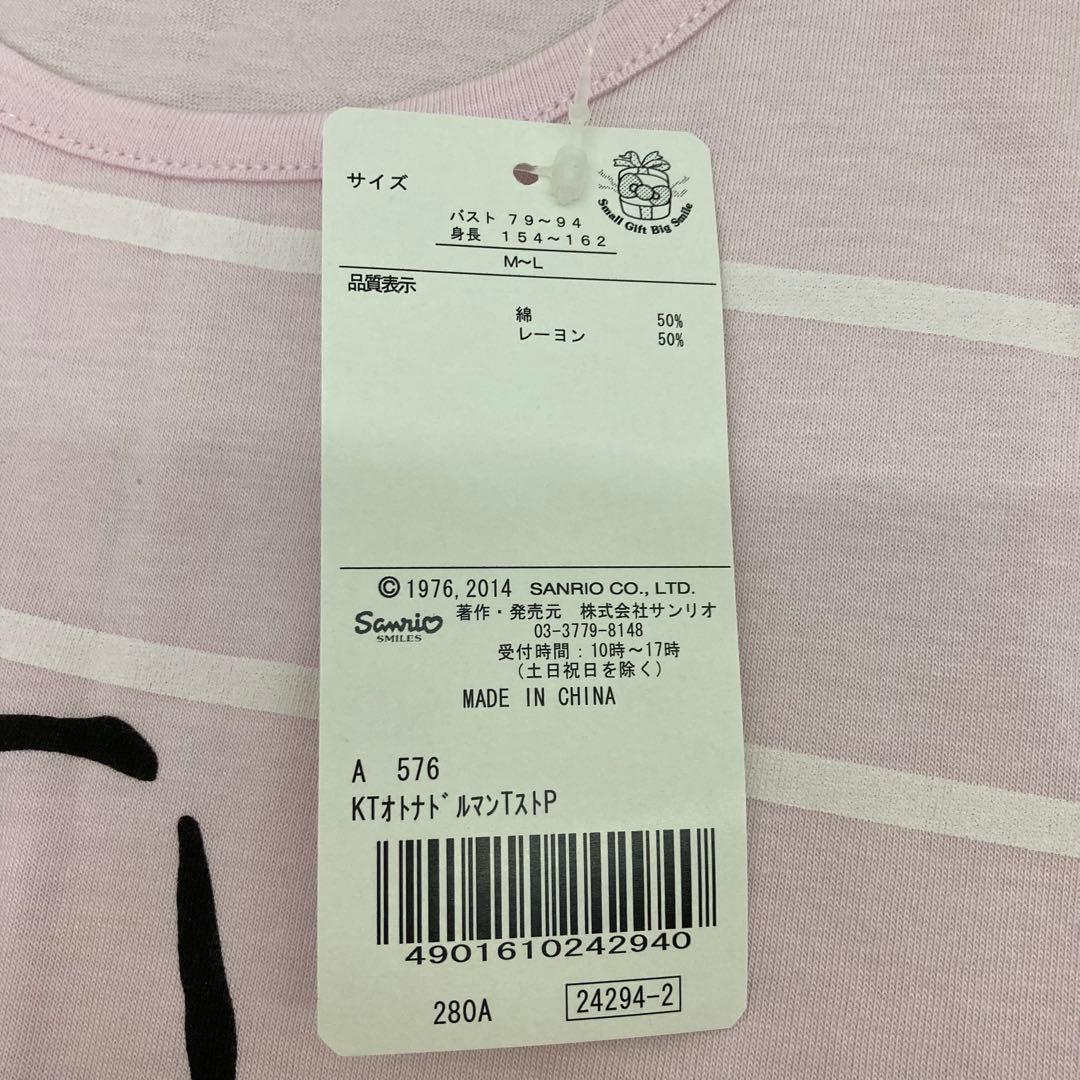 サイズ
Small Gift Big Smile
バスト 79～94
身長 154～162
M～L
品質表示
綿 50%
レーヨン 50%
© 1976, 2014 SANRIO CO., LTD.
Sanrio
SMILES
著作・発売元 株式会社サンリオ
03-3779-8148
受付時間：10時～17時
（土日祝日を除く）
MADE IN CHINA
A 576
KTオトナドルマンTストP
4901610242940
280A
24294-2